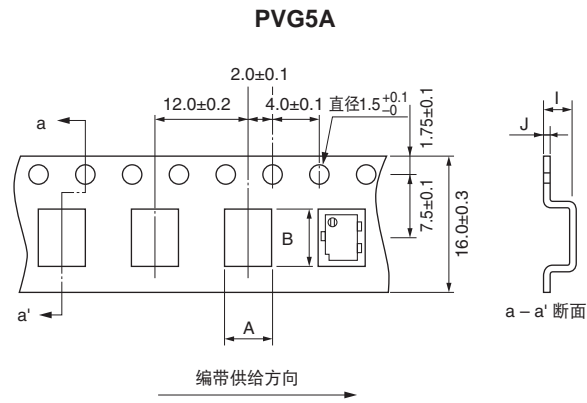 PVG5A
2.0±0.1
12.0±0.2
4.0±0.1
直径1.5 +0.1 −0
1.75±0.1
I
J
a
7.5±0.1
16.0±0.3
B
A
a'
a – a' 断面
编带供给方向